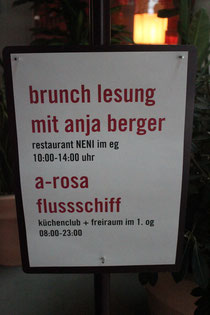 brunch lesung
mit anja berger
restaurant NENI im eg
10:00-14:00 uhr
a-rosa
flussschiff
küchenclub + freiraum im 1. og
08:00-23:00